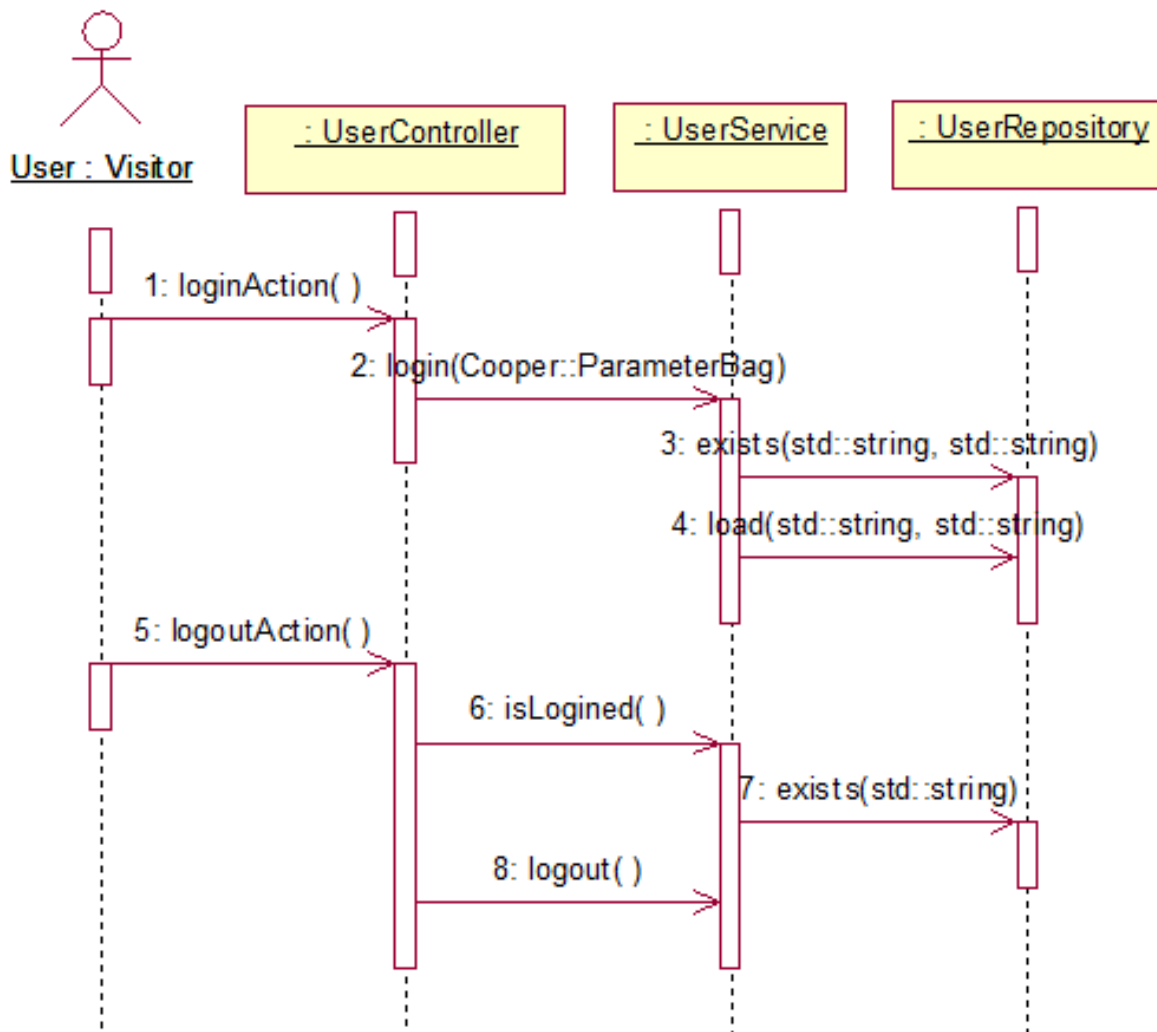 User : Visitor
: UserController
: UserService
: UserRepository
1: loginAction( )
2: login(Cooper::ParameterBag)
3: exists(std::string, std::string)
4: load(std::string, std::string)
5: logoutAction( )
6: isLogined( )
7: exists(std::string)
8: logout( )